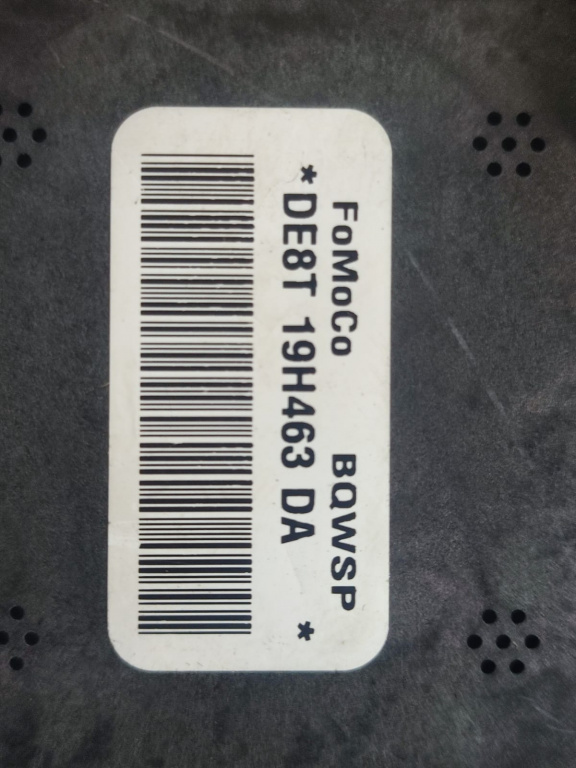 FoMoCo BQWSP
*DE8T 19H463 DA *